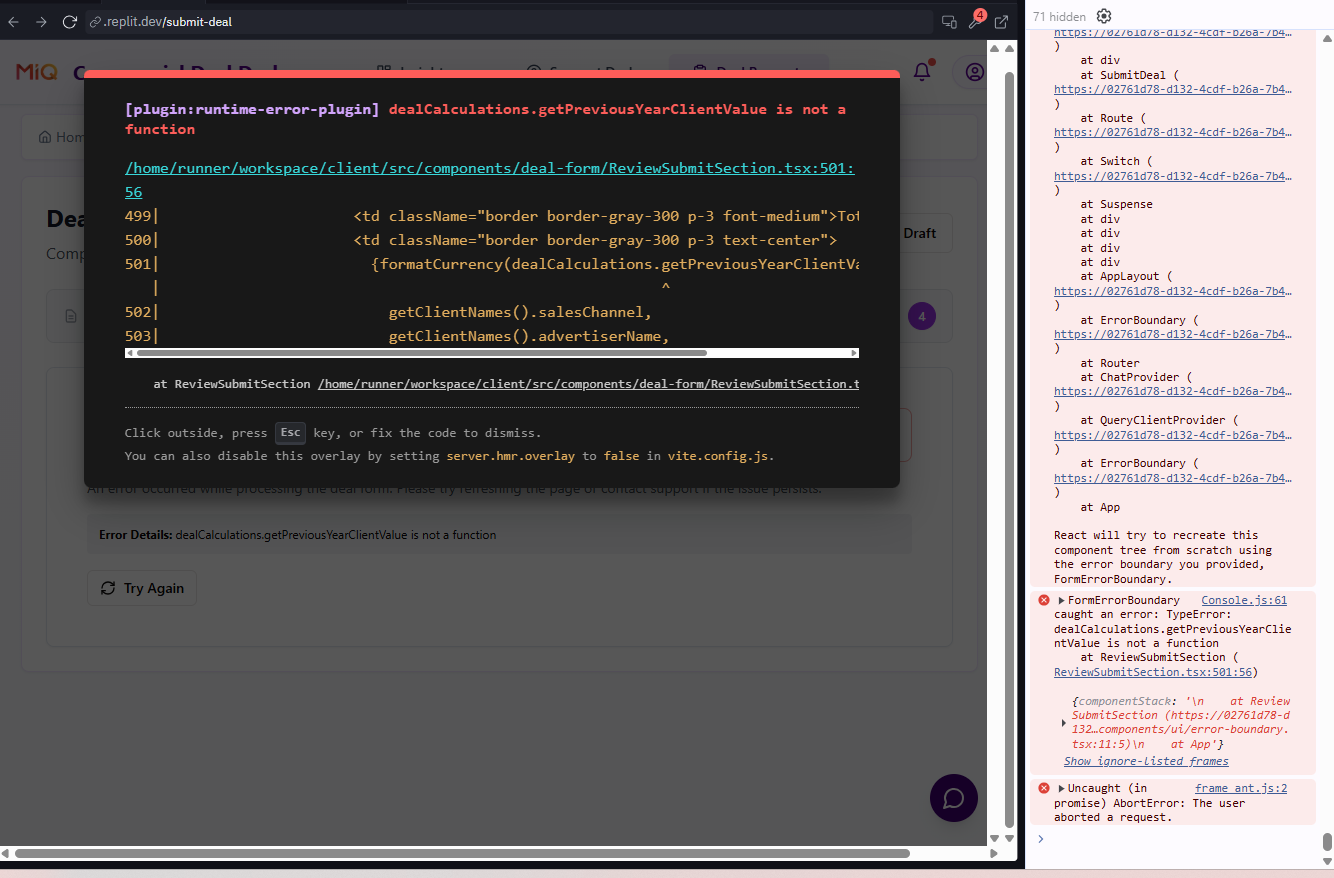 .replit.dev/submit-deal
4
MiQ
[plugin:runtime-error-plugin] dealCalculations.getPreviousYearClientValue is not a
function
/home/runner/workspace/client/src/components/deal-form/ReviewSubmitSection.tsx:501:
56
499| <td className="border border-gray-300 p-3 font-medium">Tot
500| <td className="border border-gray-300 p-3 text-center">
501| {formatCurrency(dealCalculations.getPreviousYearClientVa
| ^
502| getClientNames().salesChannel,
503| getClientNames().advertiserName,
at ReviewSubmitSection /home/runner/workspace/client/src/components/deal-form/ReviewSubmitSection.t
Click outside, press Esc key, or fix the code to dismiss.
You can also disable this overlay by setting server.hmr.overlay to false in vite.config.js.
Hom
Dea
Draft
Comp
4
An error occurred while processing the deal form. Please try refreshing the page or contact support if the issue persists.
Error Details: dealCalculations.getPreviousYearClientValue is not a function
Try Again
71 hidden
https://02761d78-d132-4cdf-b26a-7b4…
)
at div
at SubmitDeal (
https://02761d78-d132-4cdf-b26a-7b4…
)
at Route (
https://02761d78-d132-4cdf-b26a-7b4…
)
at Switch (
https://02761d78-d132-4cdf-b26a-7b4…
)
at Suspense
at div
at div
at div
at div
at AppLayout (
https://02761d78-d132-4cdf-b26a-7b4…
)
at ErrorBoundary (
https://02761d78-d132-4cdf-b26a-7b4…
)
at Router
at ChatProvider (
https://02761d78-d132-4cdf-b26a-7b4…
)
at QueryClientProvider (
https://02761d78-d132-4cdf-b26a-7b4…
)
at ErrorBoundary (
https://02761d78-d132-4cdf-b26a-7b4…
)
at App
React will try to recreate this
component tree from scratch using
the error boundary you provided,
FormErrorBoundary.
FormErrorBoundary Console.js:61
caught an error: TypeError:
dealCalculations.getPreviousYearClie
ntValue is not a function
at ReviewSubmitSection (
ReviewSubmitSection.tsx:501:56)
{componentStack: '\n at Review
SubmitSection (https://02761d78-d
132…components/ui/error-boundary.
tsx:11:5)\n at App'}
Show ignore-listed frames
Uncaught (in frame_ant.js:2
promise) AbortError: The user
aborted a request.